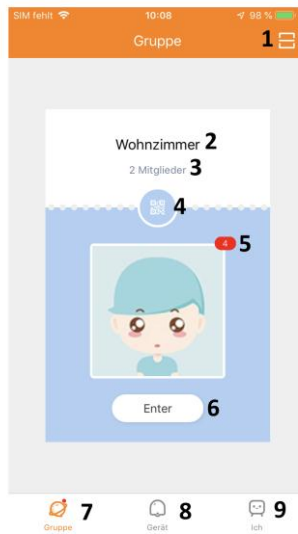 SIM fehlt 10:08 98 %
Gruppe 1
Wohnzimmer 2
2 Mitglieder 3
4
4 5
Enter 6
7 8 9
Gruppe Gerät Ich